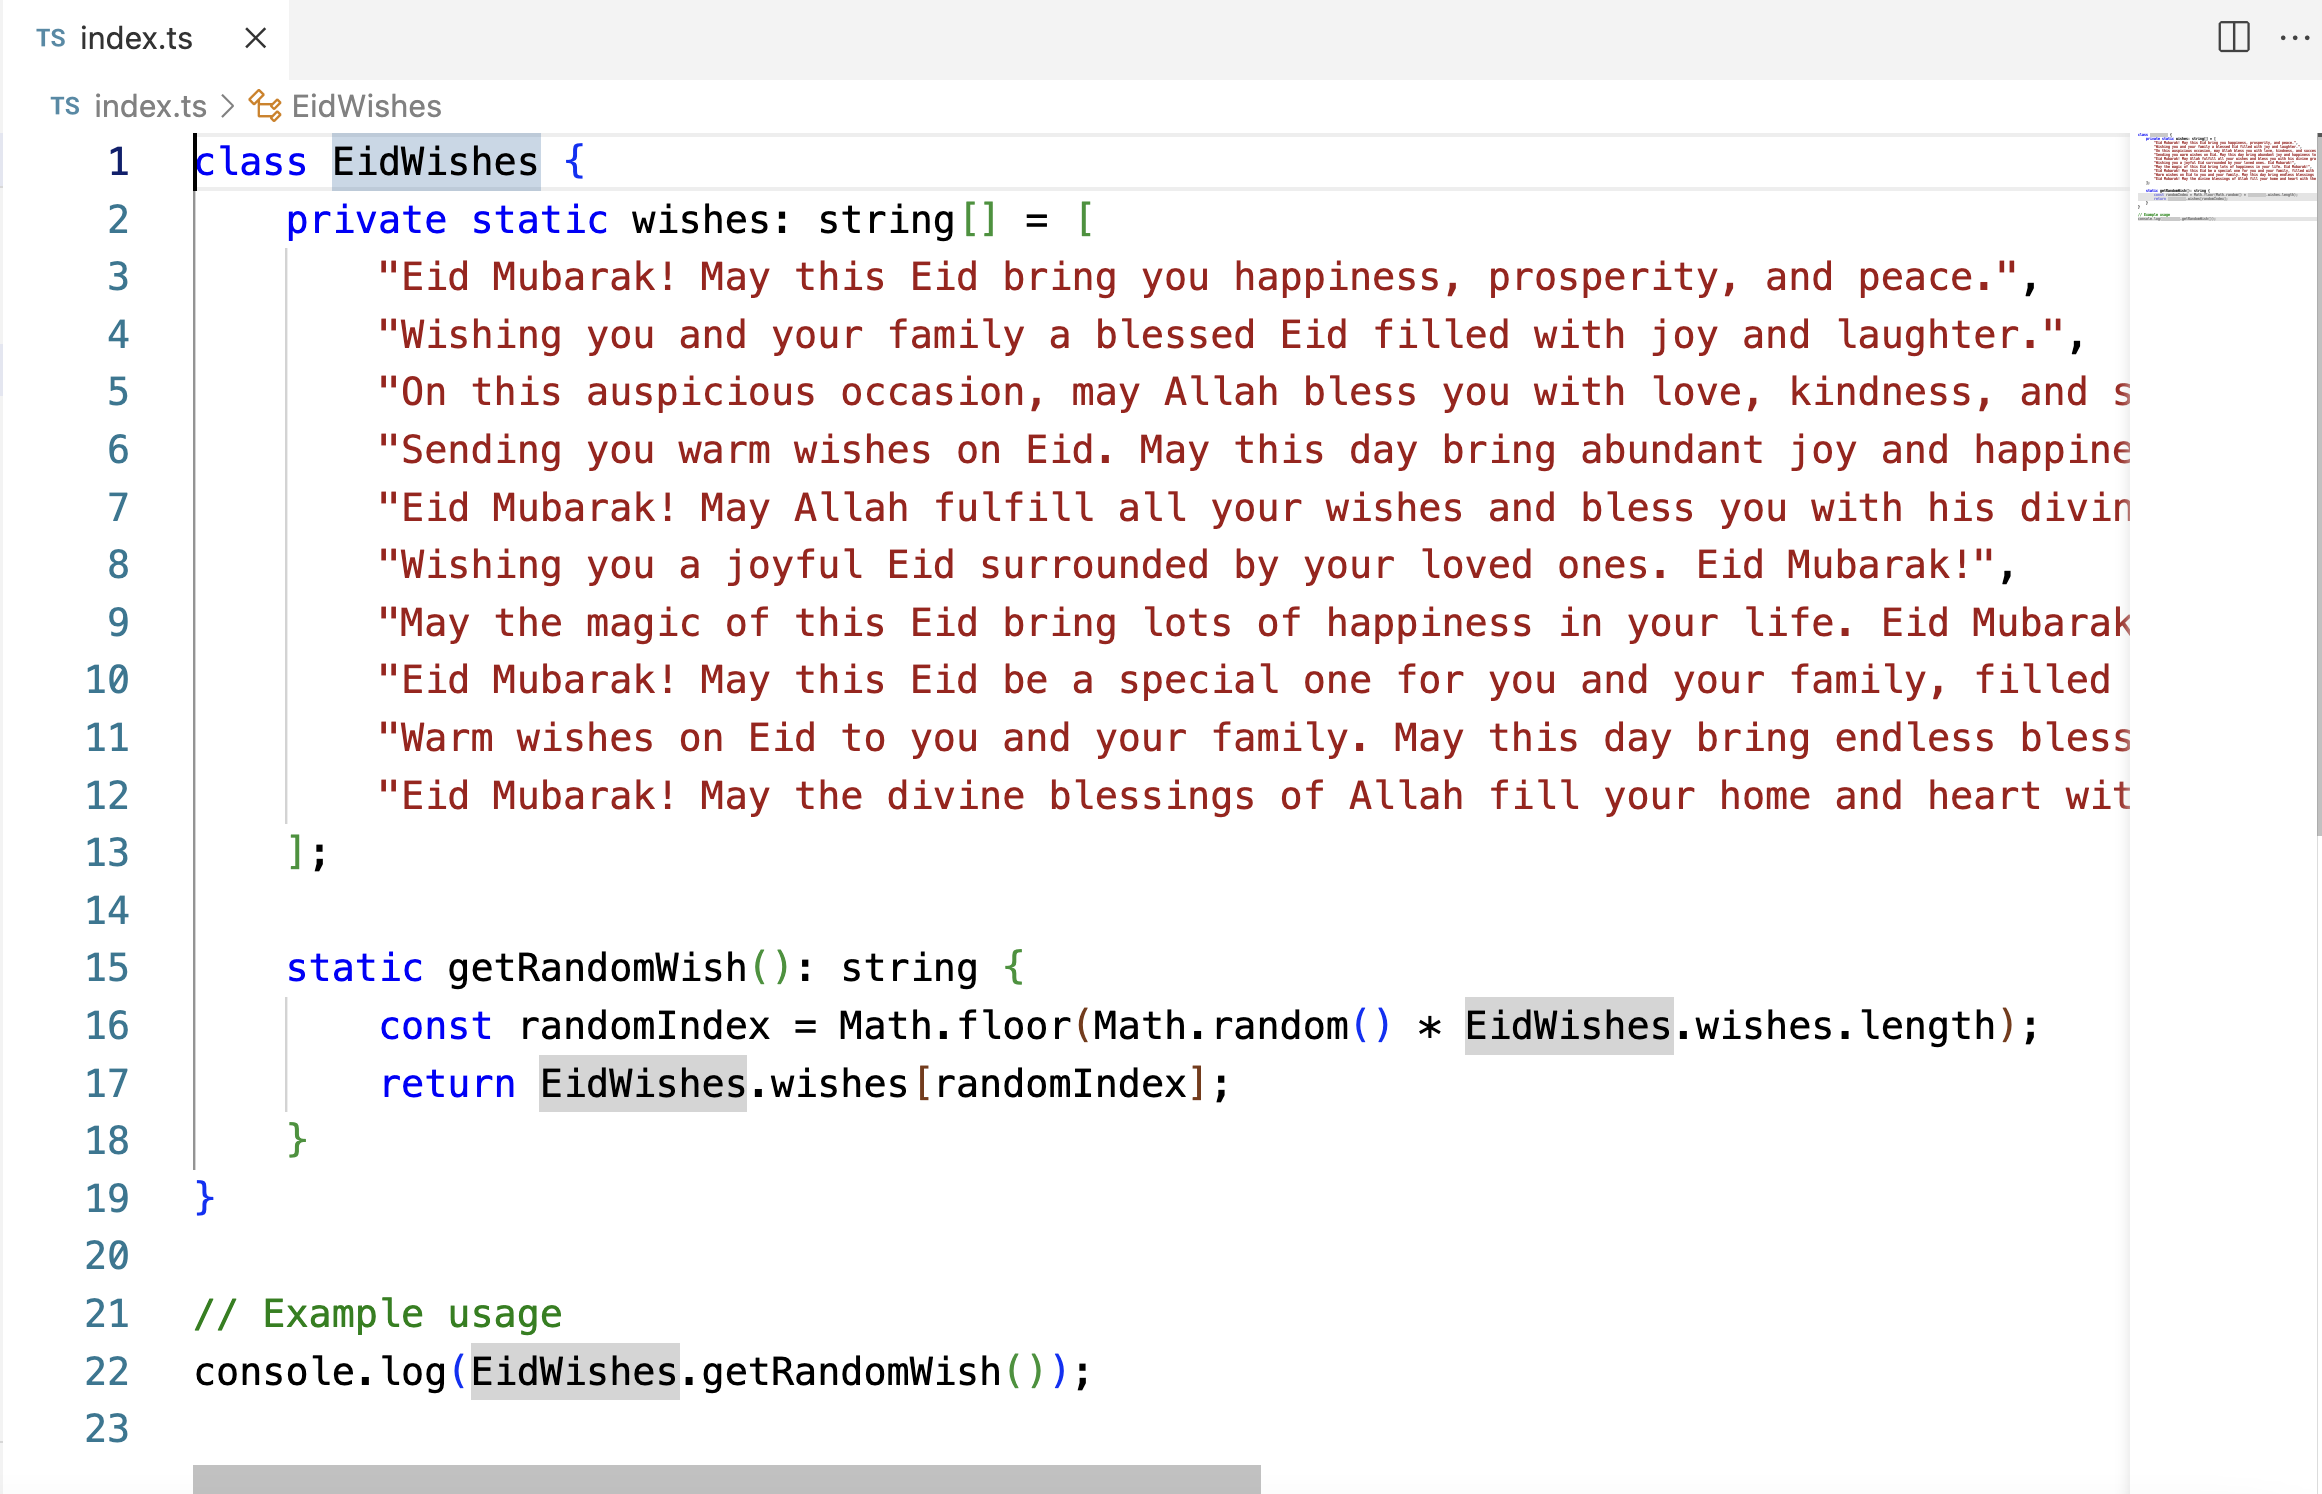 TS index.ts
TS index.ts > EidWishes
1 class EidWishes {
2     private static wishes: string[] = [
3         "Eid Mubarak! May this Eid bring you happiness, prosperity, and peace.",
4         "Wishing you and your family a blessed Eid filled with joy and laughter.",
5         "On this auspicious occasion, may Allah bless you with love, kindness, and s
6         "Sending you warm wishes on Eid. May this day bring abundant joy and happine
7         "Eid Mubarak! May Allah fulfill all your wishes and bless you with his divin
8         "Wishing you a joyful Eid surrounded by your loved ones. Eid Mubarak!",
9         "May the magic of this Eid bring lots of happiness in your life. Eid Mubarak
10         "Eid Mubarak! May this Eid be a special one for you and your family, filled
11         "Warm wishes on Eid to you and your family. May this day bring endless bless
12         "Eid Mubarak! May the divine blessings of Allah fill your home and heart wit
13     ];
14
15     static getRandomWish(): string {
16         const randomIndex = Math.floor(Math.random() * EidWishes.wishes.length);
17         return EidWishes.wishes[randomIndex];
18     }
19 }
20
21 // Example usage
22 console.log(EidWishes.getRandomWish());
23